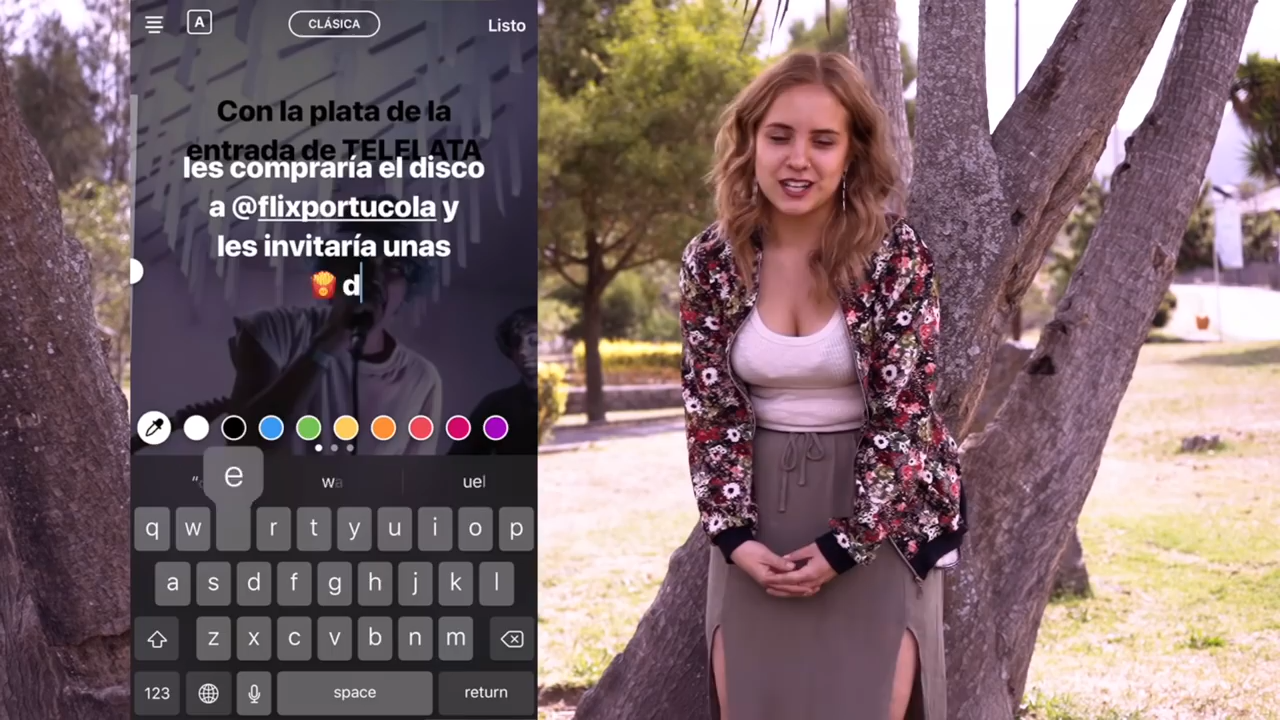 A
CLÁSICA
Listo
Con la plata de la
entrada de TELELATA
les compraría el disco
a @flixportucola y
les invitaría unas
🍟 d
e
wa
uel
q w r t y u i o p
a s d f g h j k l
z x c v b n m
123
space
return